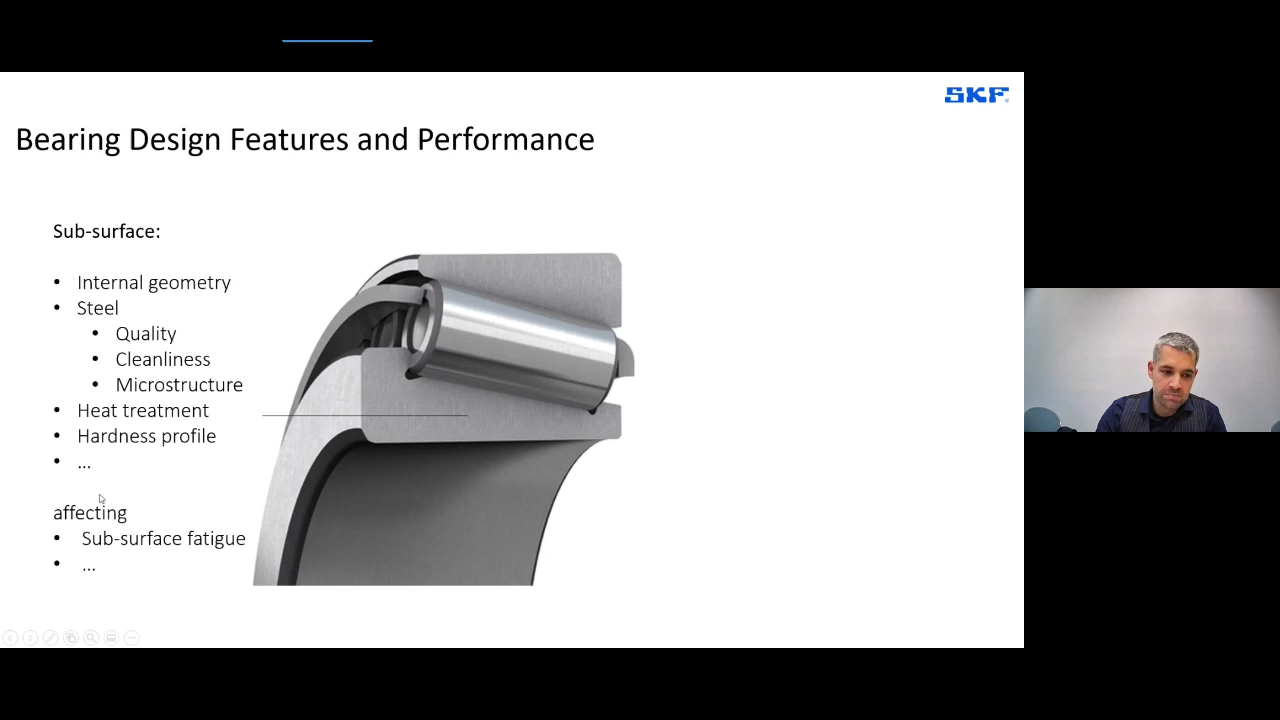 SKF
Bearing Design Features and Performance
Sub-surface:
• Internal geometry
• Steel
• Quality
• Cleanliness
• Microstructure
• Heat treatment
• Hardness profile
• ...
affecting
• Sub-surface fatigue
• ...